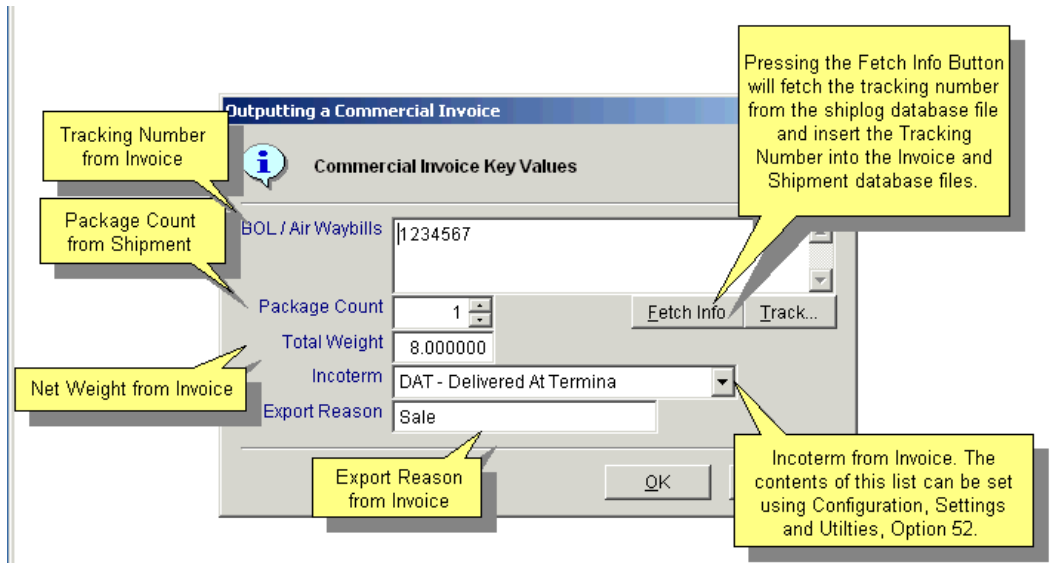 Pressing the Fetch Info Button
will fetch the tracking number
from the shiplog database file
and insert the Tracking
Number into the Invoice and
Shipment database files.
Outputting a Commercial Invoice
Tracking Number
from Invoice
Commercial Invoice Key Values
Package Count
from Shipment
BOL / Air Waybills
1234567
Package Count
1
Fetch Info
Track...
Total Weight
8.000000
Net Weight from Invoice
Incoterm
DAT - Delivered At Termina
Export Reason
Sale
Export Reason
from Invoice
OK
Incoterm from Invoice. The
contents of this list can be set
using Configuration, Settings
and Utilties, Option 52.